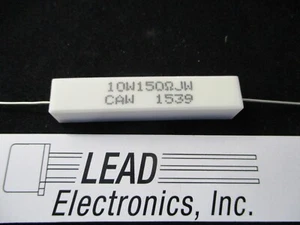 10W150ΩJW
CAW 1539
LEAD
Electronics, Inc.